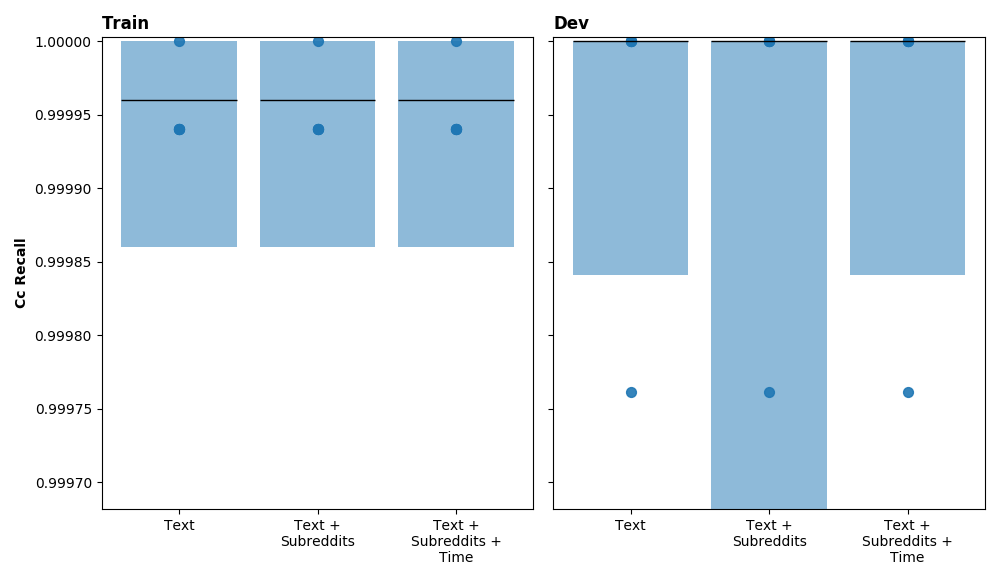 Train
Dev
1.00000
0.99995
0.99990
0.99985
0.99980
0.99975
0.99970
Cc Recall
Text
Text +
Subreddits
Text +
Subreddits +
Time
Text
Text +
Subreddits
Text +
Subreddits +
Time